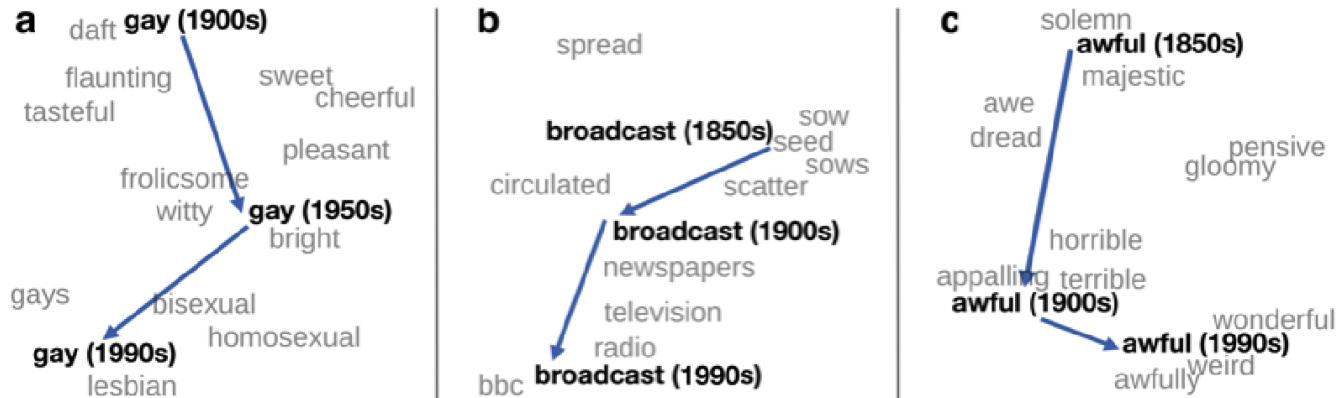 a
daft gay (1900s)
flaunting sweet
tasteful cheerful
pleasant
frolicsome
witty gay (1950s)
bright
gays bisexual
homosexual
gay (1990s)
lesbian
b
spread
sow
broadcast (1850s) seed
sows
circulated scatter
broadcast (1900s)
newspapers
television
radio
bbc broadcast (1990s)
c
solemn
awful (1850s)
majestic
awe
dread pensive
gloomy
horrible
appalling terrible
awful (1900s)
wonderful
awful (1990s)
weird
awfully